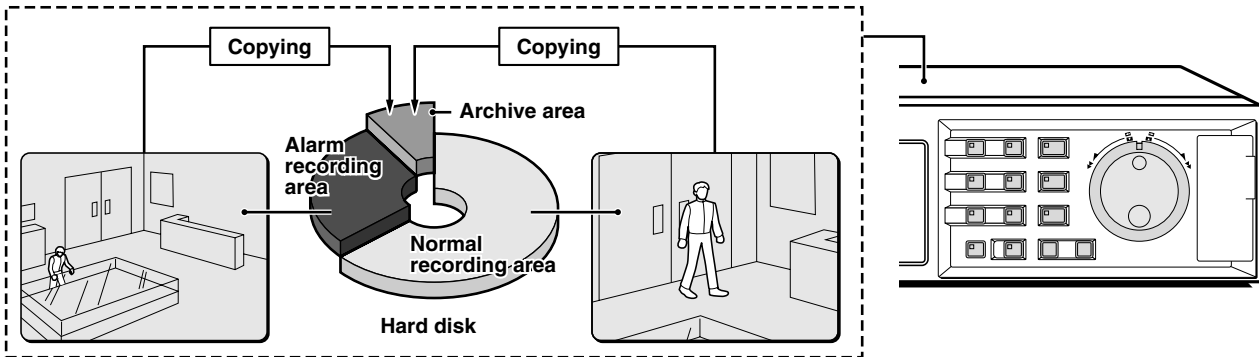 Copying
Copying
Archive area
Alarm
recording
area
Normal
recording area
Hard disk